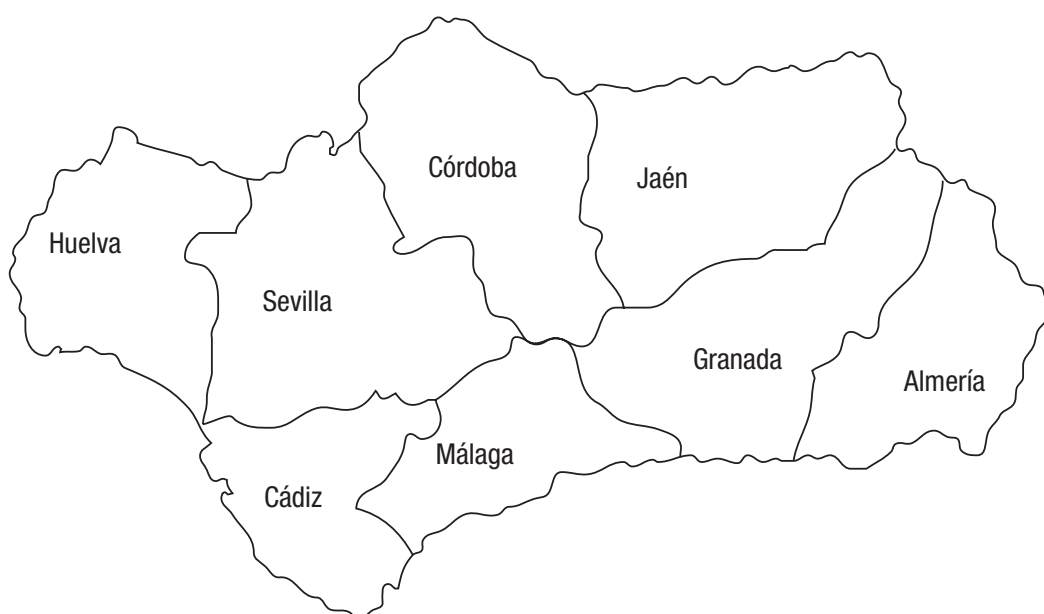 Córdoba
Jaén
Huelva
Sevilla
Granada
Almería
Málaga
Cádiz